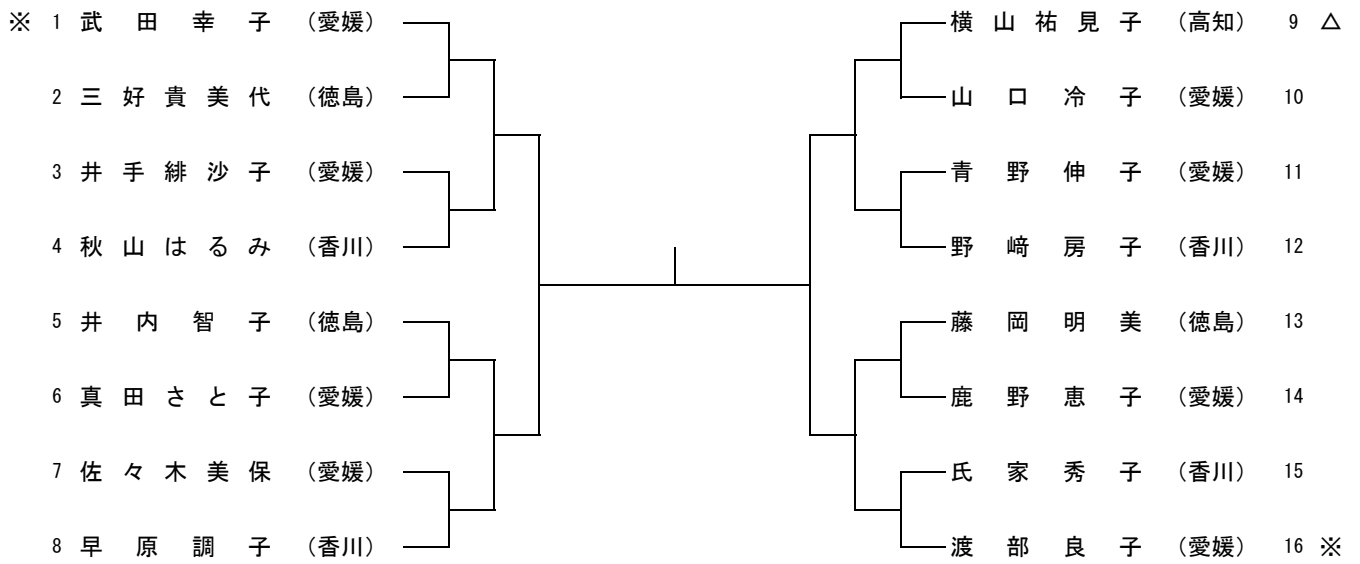 ※ 1 武田幸子 (愛媛)
2 三好貴美代 (徳島)
3 井手緋沙子 (愛媛)
4 秋山はるみ (香川)
5 井内智子 (徳島)
6 真田さと子 (愛媛)
7 佐々木美保 (愛媛)
8 早原調子 (香川)
横山祐見子 (高知) 9 △
山口冷子 (愛媛) 10
青野伸子 (愛媛) 11
野﨑房子 (香川) 12
藤岡明美 (徳島) 13
鹿野恵子 (愛媛) 14
氏家秀子 (香川) 15
渡部良子 (愛媛) 16 ※